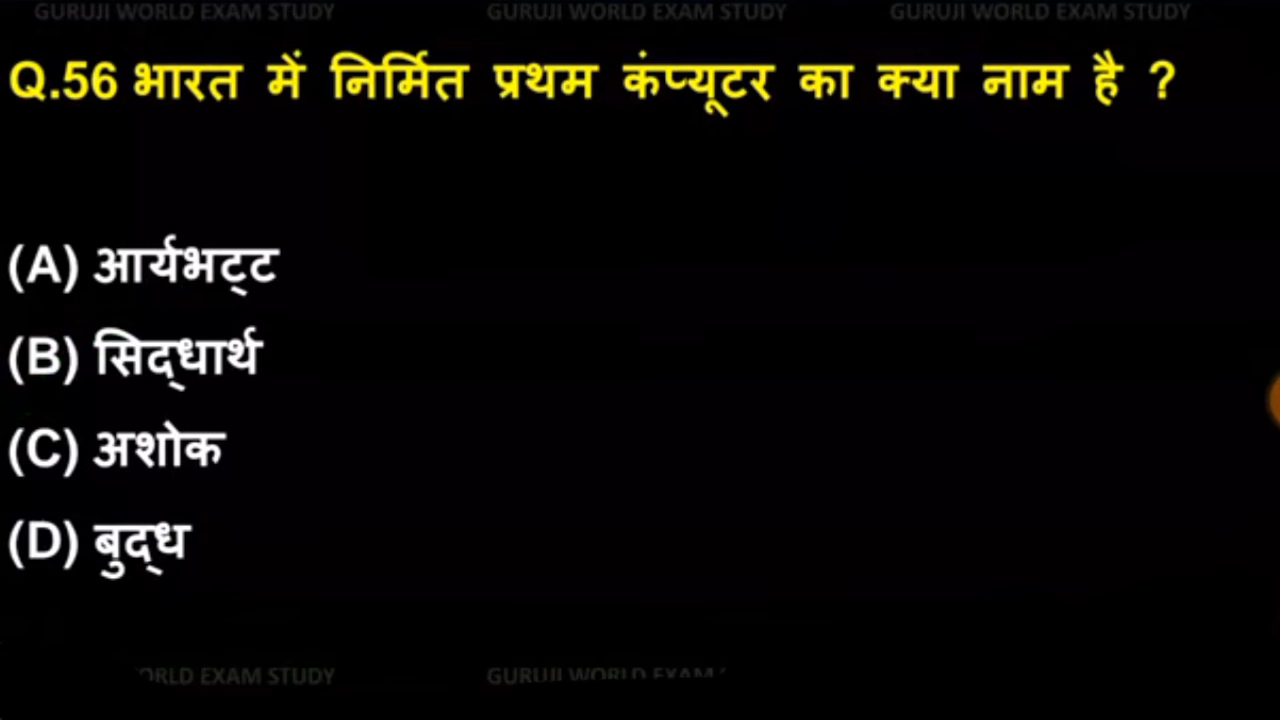 GURUJI WORLD EXAM STUDY GURUJI WORLD EXAM STUDY GURUJI WORLD EXAM STUDY
Q.56 भारत में निर्मित प्रथम कंप्यूटर का क्या नाम है ?
(A) आर्यभट्ट
(B) सिद्धार्थ
(C) अशोक
(D) बुद्ध
WORLD EXAM STUDY GURUJI WORLD EXAM